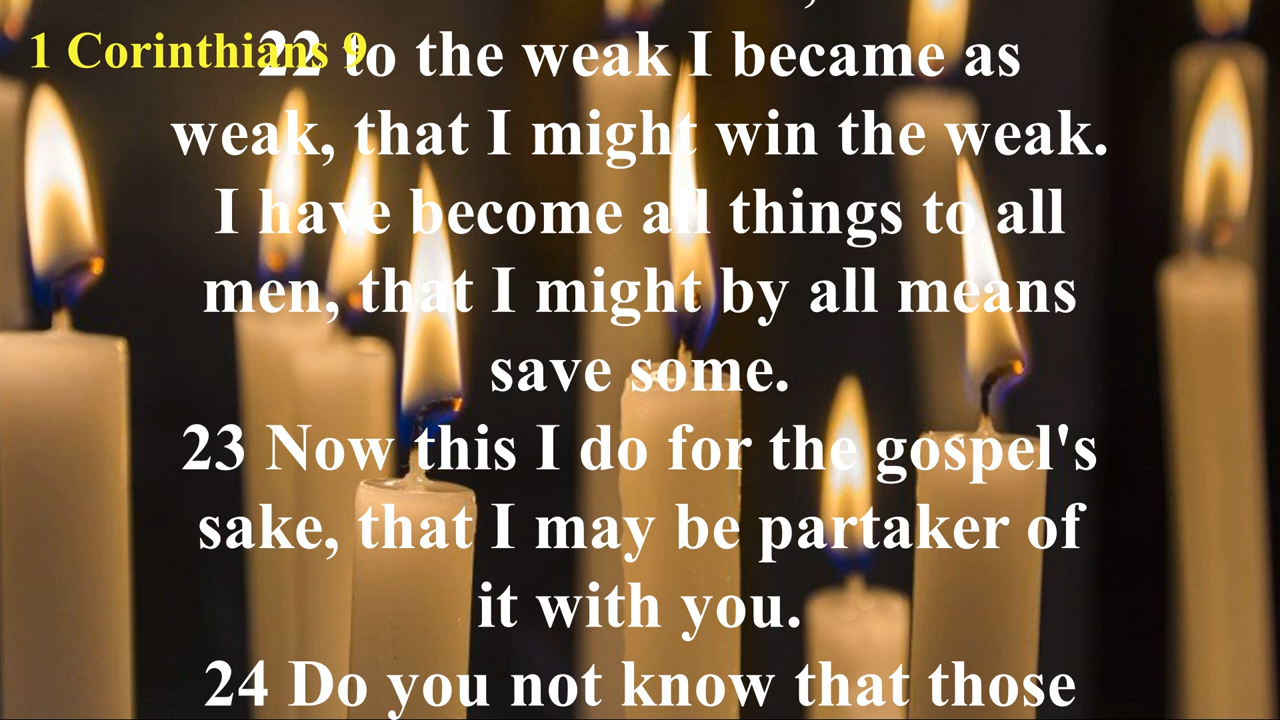 1 Corinthians 9
22 to the weak I became as
weak, that I might win the weak.
I have become all things to all
men, that I might by all means
save some.
23 Now this I do for the gospel's
sake, that I may be partaker of
it with you.
24 Do you not know that those